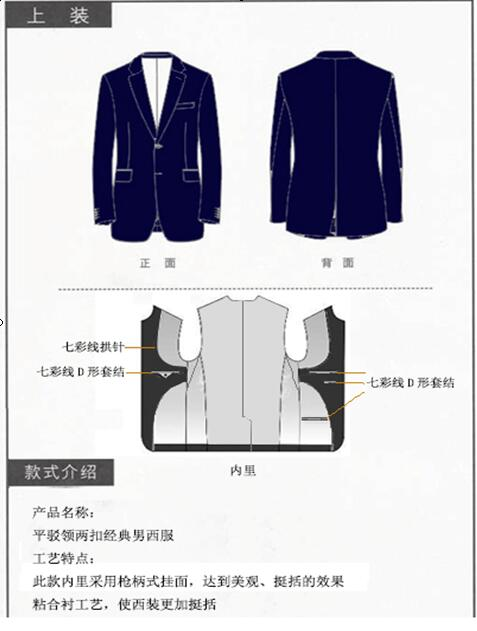 上 装
正 面
背 面
七彩线拱针
七彩线 D 形套结
七彩线 D 形套结
内里
款式介绍
产品名称：
平驳领两扣经典男西服
工艺特点：
此款内里采用枪柄式挂面，达到美观、挺括的效果
粘合衬工艺，使西装更加挺括